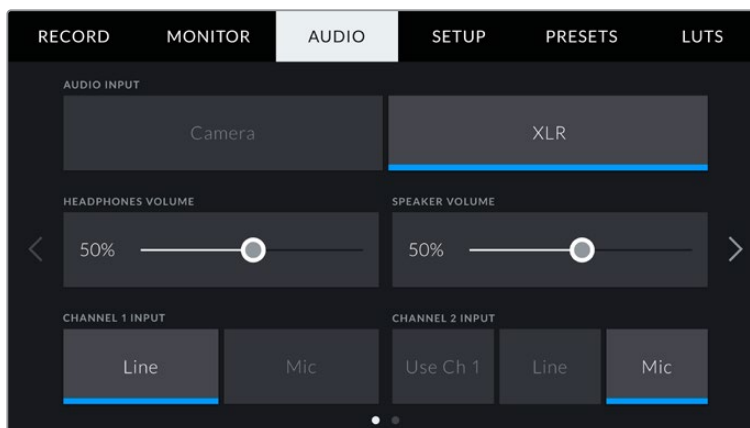 RECORD MONITOR AUDIO SETUP PRESETS LUTS
AUDIO INPUT
Camera XLR
HEADPHONES VOLUME SPEAKER VOLUME
50% 50%
CHANNEL 1 INPUT CHANNEL 2 INPUT
Line Mic Use Ch 1 Line Mic